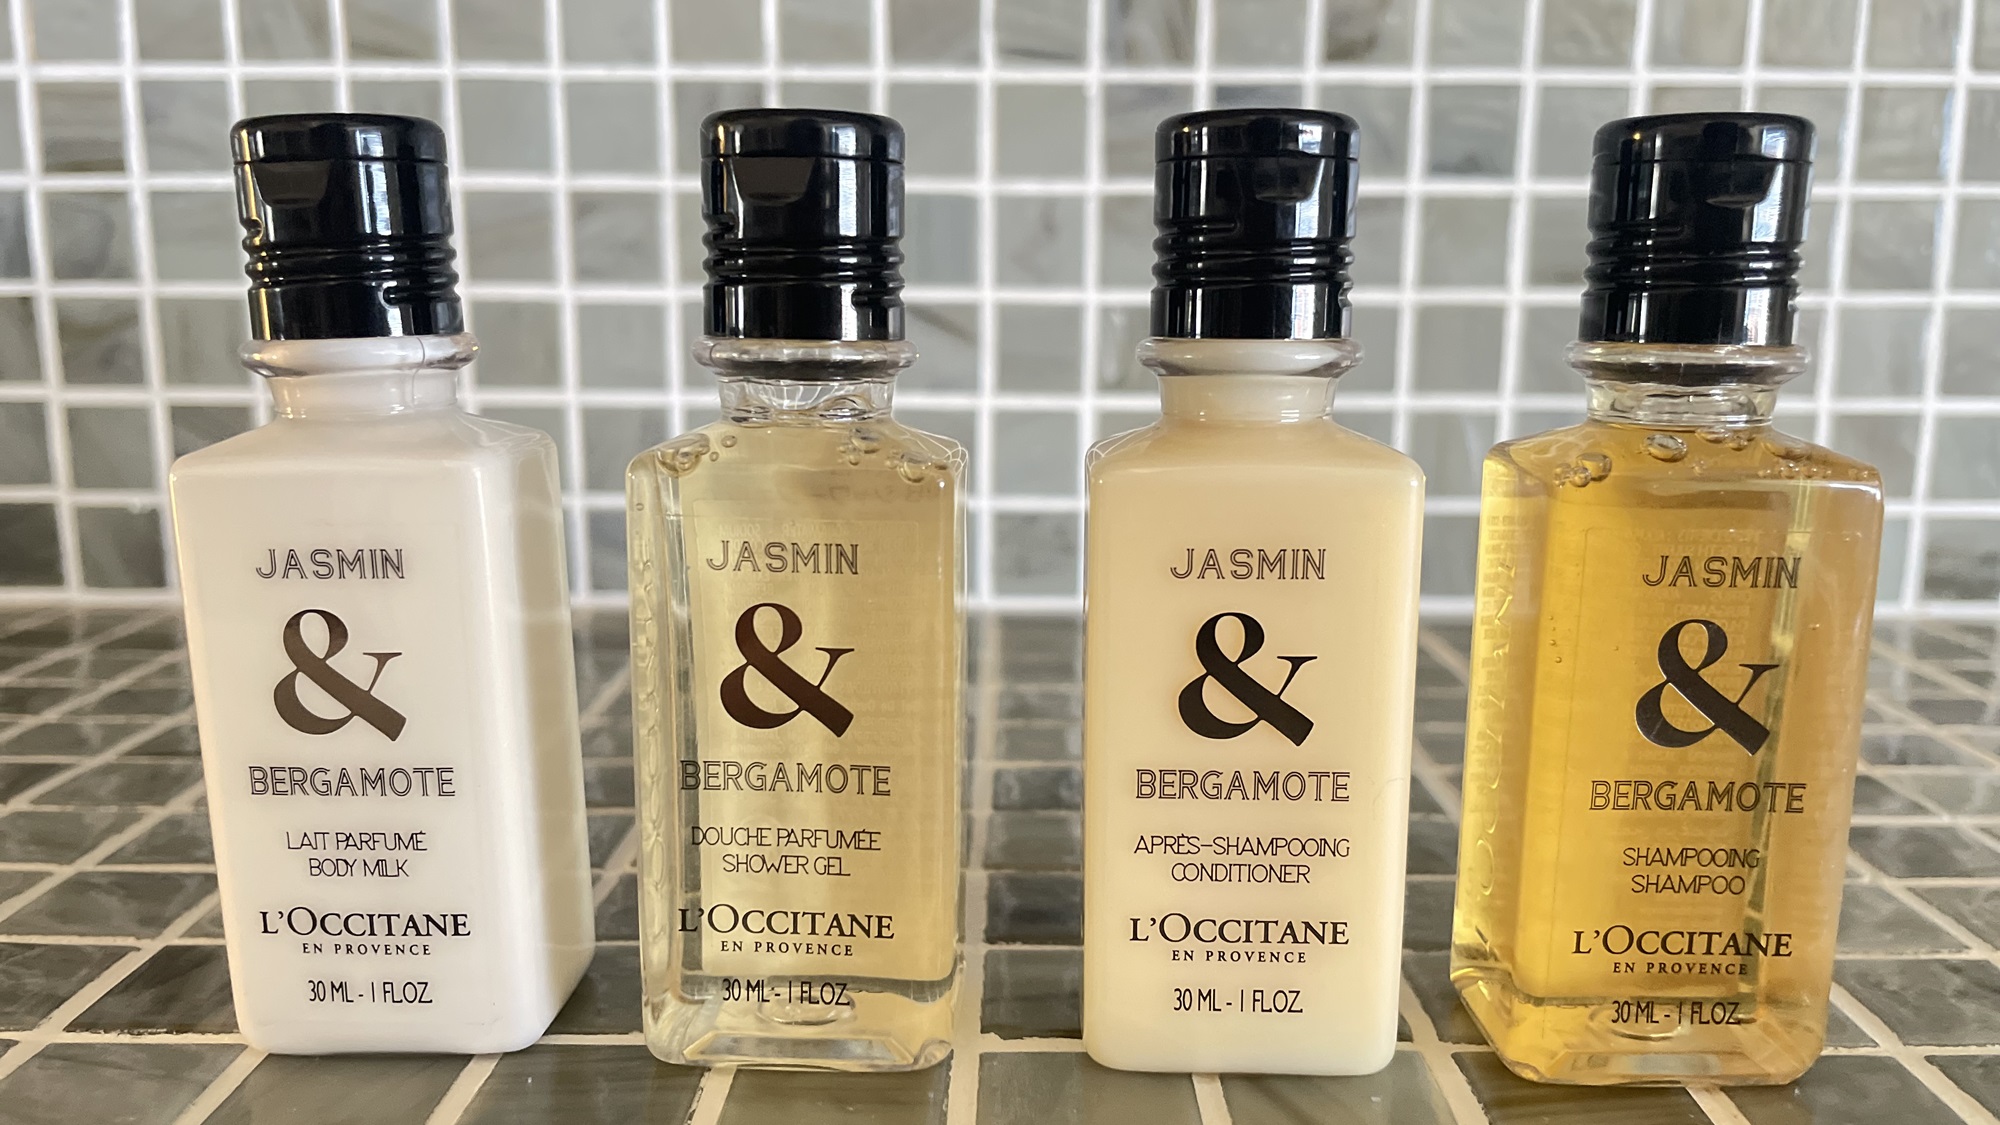 JASMIN
&
BERGAMOTE
LAIT PARFUMÉ
BODY MILK
L'OCCITANE
EN PROVENCE
30 ML - 1 FL.OZ.
JASMIN
&
BERGAMOTE
DOUCHE PARFUMÉE
SHOWER GEL
L'OCCITANE
EN PROVENCE
30 ML - 1 FL.OZ.
JASMIN
&
BERGAMOTE
APRÈS-SHAMPOOING
CONDITIONER
L'OCCITANE
EN PROVENCE
30 ML - 1 FL.OZ.
JASMIN
&
BERGAMOTE
SHAMPOOING
SHAMPOO
L'OCCITANE
EN PROVENCE
30 ML - 1 FL.OZ.